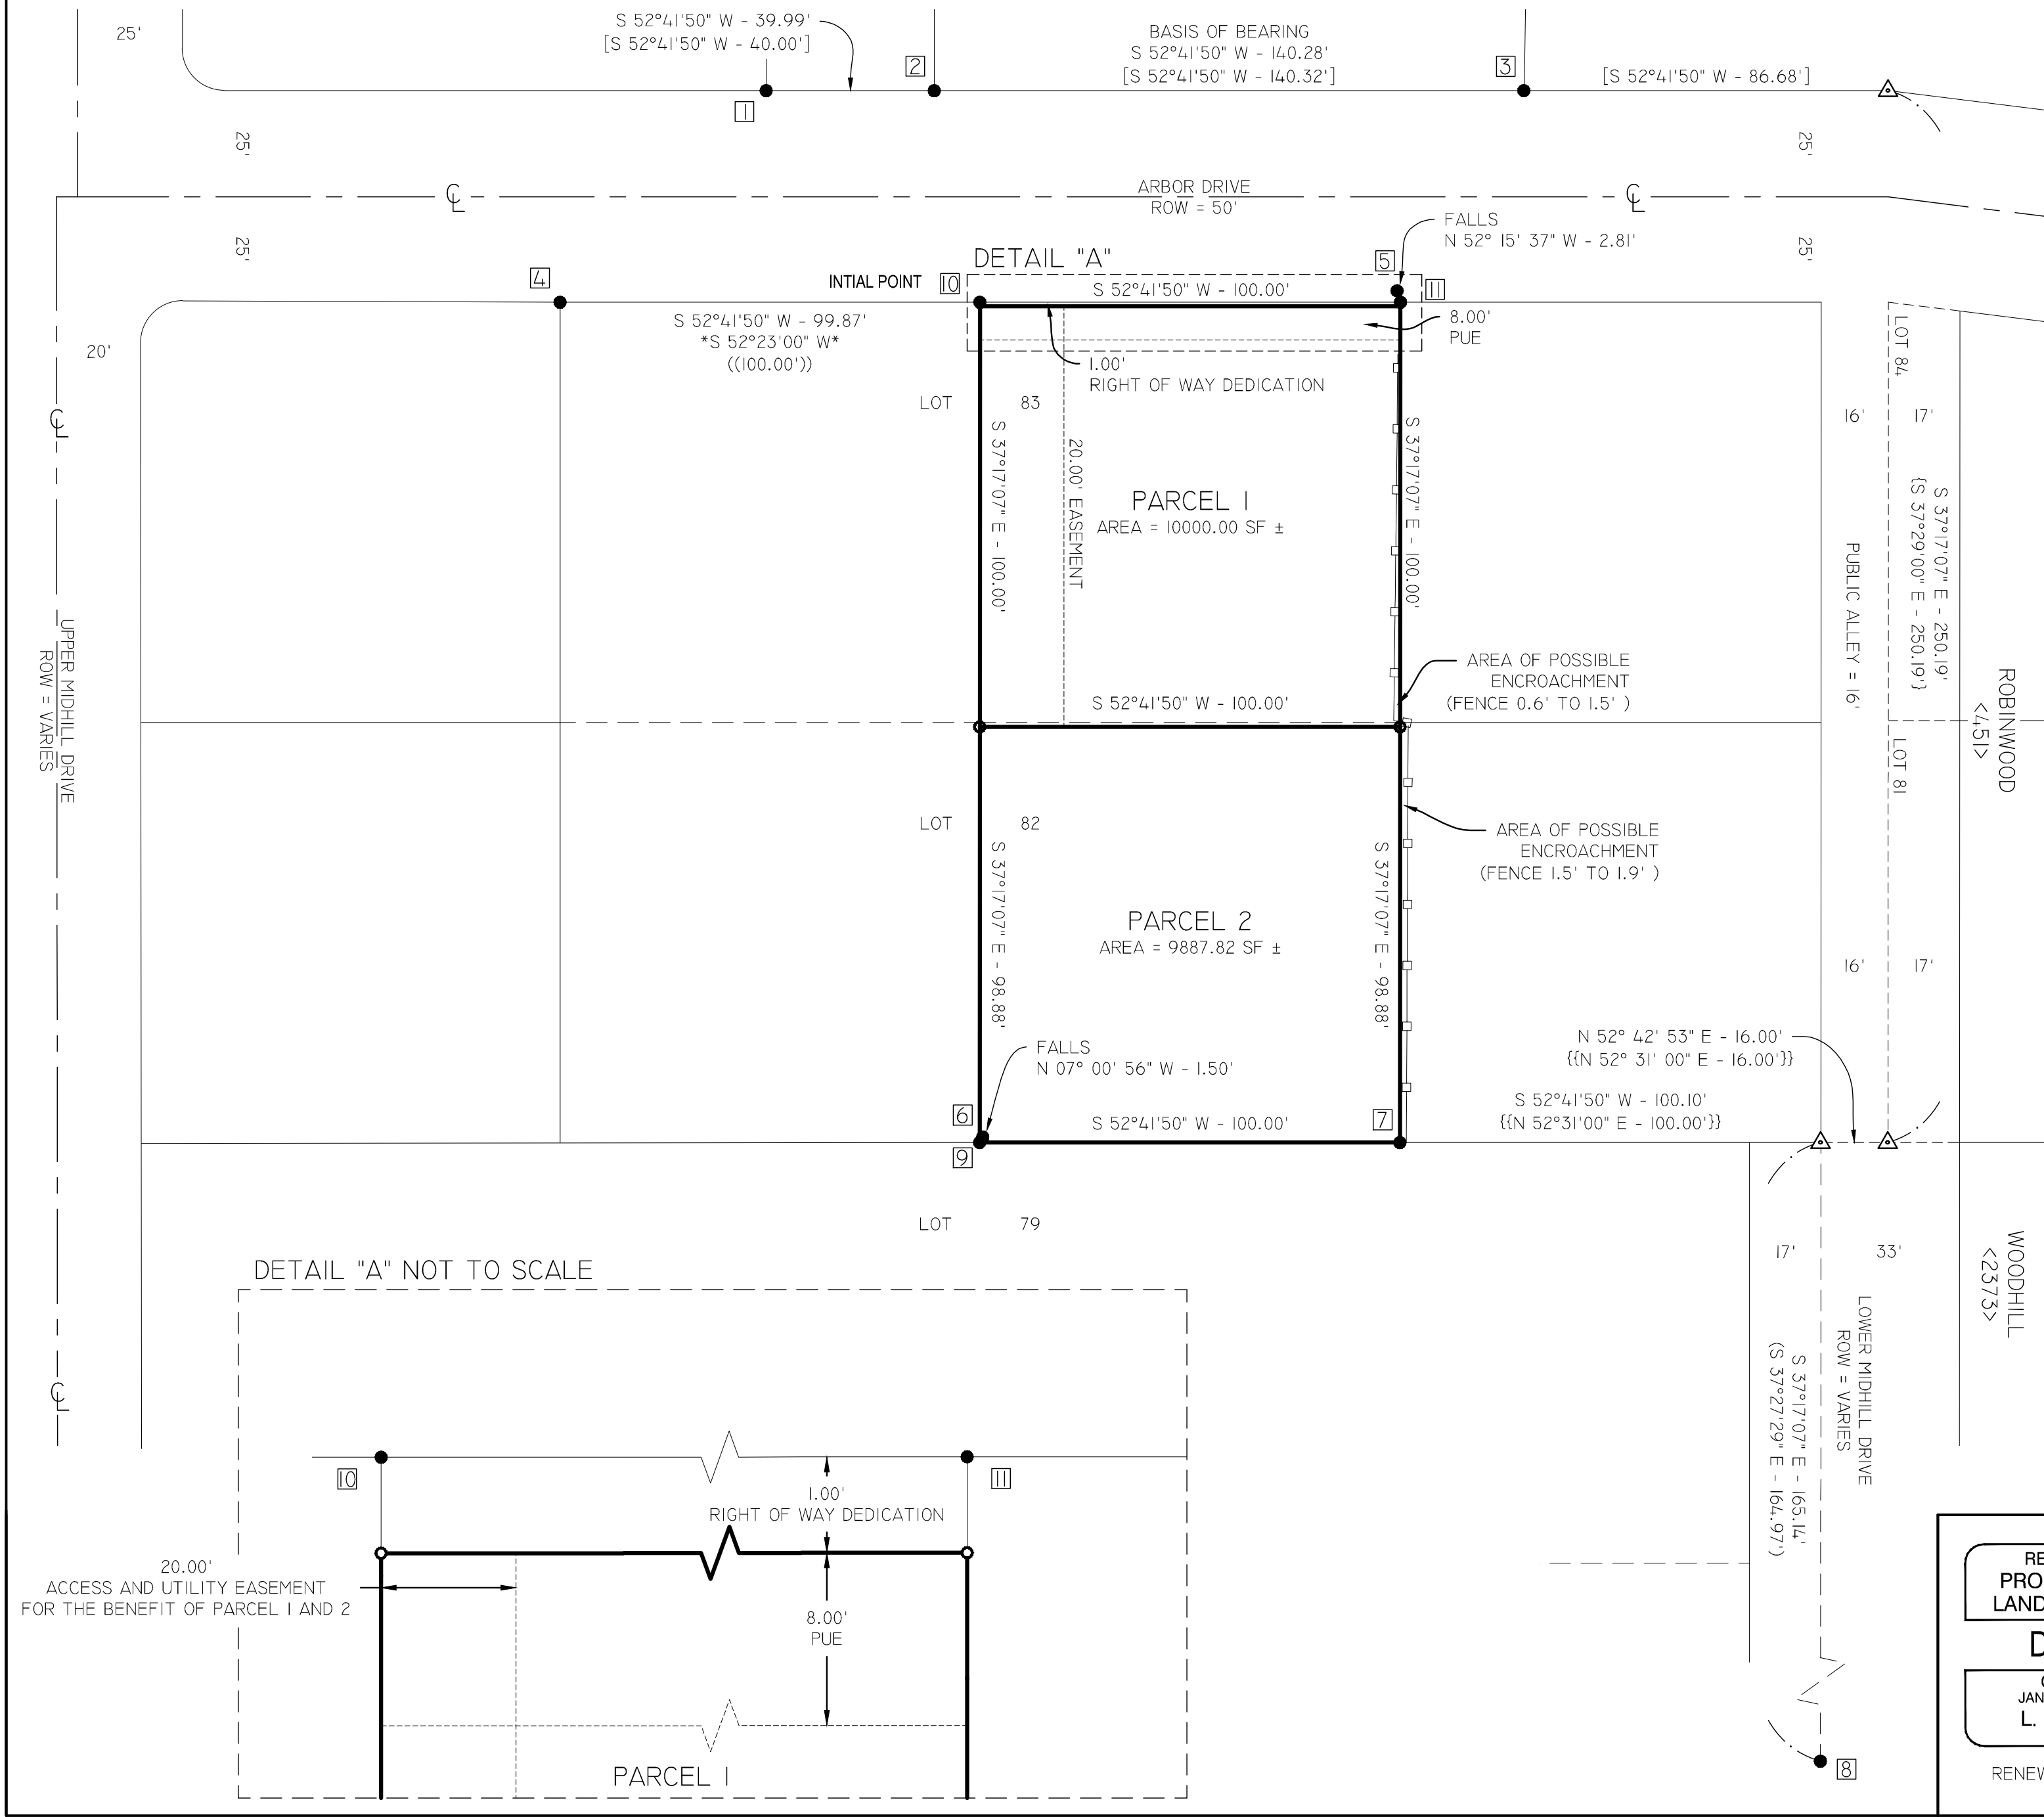 25'
S 52°41'50" W - 39.99'
[S 52°41'50" W - 40.00']
BASIS OF BEARING
S 52°41'50" W - 140.28'
[S 52°41'50" W - 140.32']
[S 52°41'50" W - 86.68']
1
2
3
25'
25'
℄
ARBOR DRIVE
ROW = 50'
℄
25'
25'
FALLS
N 52° 15' 37" W - 2.81'
DETAIL "A"
4
INTIAL POINT
10
S 52°41'50" W - 100.00'
5
11
20'
S 52°41'50" W - 99.87'
*S 52°23'00" W*
((100.00'))
8.00'
PUE
1.00'
RIGHT OF WAY DEDICATION
LOT 84
℄
LOT 83
16'
17'
S 37°17'07" E - 100.00'
20.00' EASEMENT
PARCEL 1
AREA = 10000.00 SF ±
S 37°17'07" E - 100.00'
PUBLIC ALLEY = 16'
S 37°17'07" E - 250.19'
{S 37°29'00" E - 250.19'}
UPPER MIDHILL DRIVE
ROW = VARIES
AREA OF POSSIBLE
ENCROACHMENT
(FENCE 0.6' TO 1.5' )
S 52°41'50" W - 100.00'
ROBINWOOD
<451>
LOT 81
LOT 82
AREA OF POSSIBLE
ENCROACHMENT
(FENCE 1.5' TO 1.9' )
S 37°17'07" E - 98.88'
PARCEL 2
AREA = 9887.82 SF ±
S 37°17'07" E - 98.88'
16'
17'
FALLS
N 07° 00' 56" W - 1.50'
N 52° 42' 53" E - 16.00'
{{N 52° 31' 00" E - 16.00'}}
6
S 52°41'50" W - 100.00'
7
S 52°41'50" W - 100.10'
{{N 52°31'00" E - 100.00'}}
9
LOT 79
17'
33'
WOODHILL
<2373>
DETAIL "A" NOT TO SCALE
LOWER MIDHILL DRIVE
ROW = VARIES
S 37°17'07" E - 165.14'
(S 37°27'29" E - 164.97')
℄
10
11
1.00'
RIGHT OF WAY DEDICATION
20.00'
ACCESS AND UTILITY EASEMENT
FOR THE BENEFIT OF PARCEL 1 AND 2
8.00'
PUE
PARCEL 1
8
RE
PRO
LAND
D
JAN
L.
RENEW